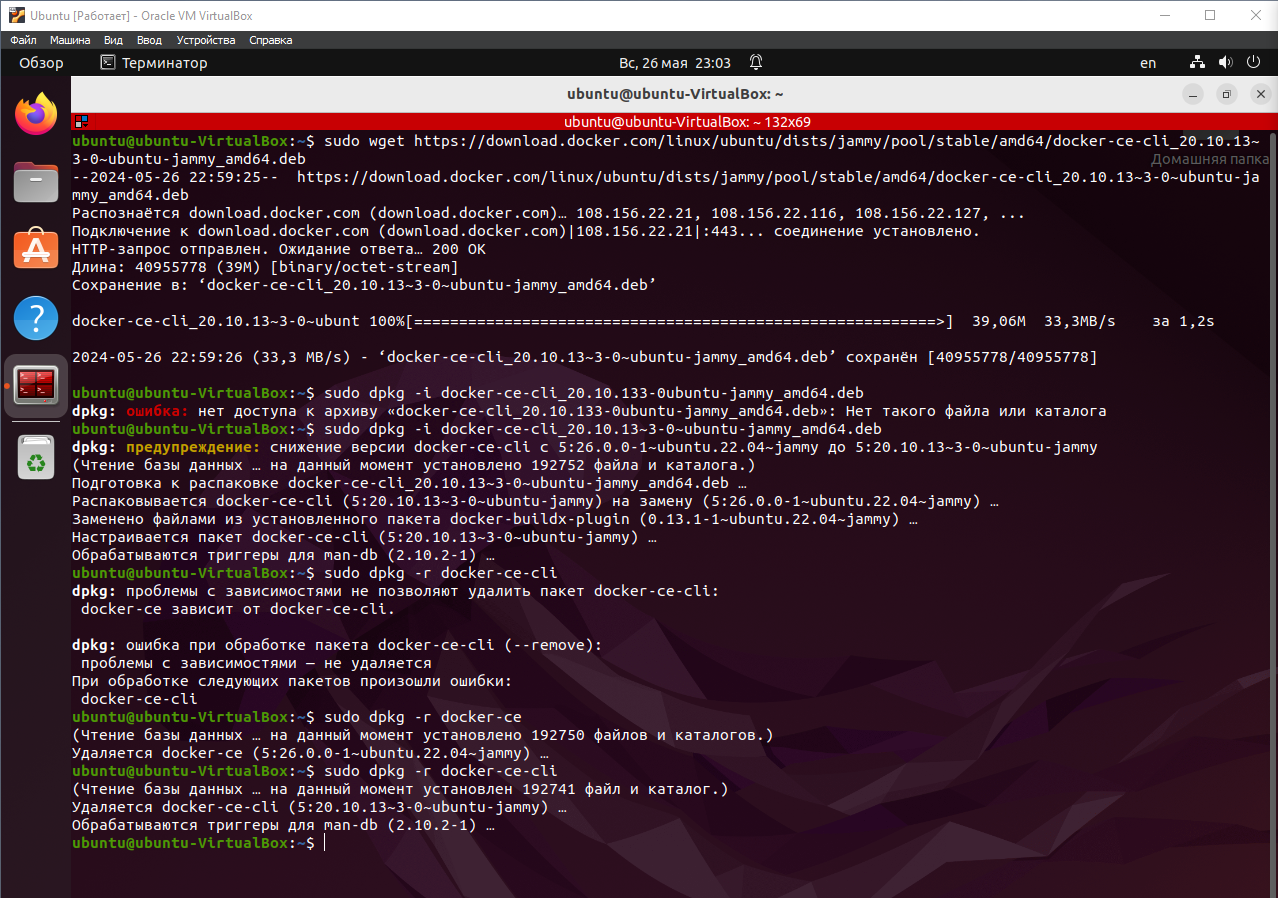 Ubuntu [Работает] - Oracle VM VirtualBox
Файл Машина Вид Ввод Устройства Справка
Обзор Терминатор Вс, 26 мая 23:03 en
ubuntu@ubuntu-VirtualBox: ~
ubuntu@ubuntu-VirtualBox: ~ 132x69
ubuntu@ubuntu-VirtualBox:~$ sudo wget https://download.docker.com/linux/ubuntu/dists/jammy/pool/stable/amd64/docker-ce-cli_20.10.13~
3-0~ubuntu-jammy_amd64.deb
Домашняя папка
--2024-05-26 22:59:25--  https://download.docker.com/linux/ubuntu/dists/jammy/pool/stable/amd64/docker-ce-cli_20.10.13~3-0~ubuntu-ja
mmy_amd64.deb
Распознаётся download.docker.com (download.docker.com)… 108.156.22.21, 108.156.22.116, 108.156.22.127, ...
Подключение к download.docker.com (download.docker.com)|108.156.22.21|:443... соединение установлено.
HTTP-запрос отправлен. Ожидание ответа… 200 OK
Длина: 40955778 (39M) [binary/octet-stream]
Сохранение в: ‘docker-ce-cli_20.10.13~3-0~ubuntu-jammy_amd64.deb’
docker-ce-cli_20.10.13~3-0~ubunt 100%[==========================================================>]  39,06M  33,3MB/s    за 1,2s
2024-05-26 22:59:26 (33,3 MB/s) - ‘docker-ce-cli_20.10.13~3-0~ubuntu-jammy_amd64.deb’ сохранён [40955778/40955778]
ubuntu@ubuntu-VirtualBox:~$ sudo dpkg -i docker-ce-cli_20.10.133-0ubuntu-jammy_amd64.deb
dpkg: ошибка: нет доступа к архиву «docker-ce-cli_20.10.133-0ubuntu-jammy_amd64.deb»: Нет такого файла или каталога
ubuntu@ubuntu-VirtualBox:~$ sudo dpkg -i docker-ce-cli_20.10.13~3-0~ubuntu-jammy_amd64.deb
dpkg: предупреждение: снижение версии docker-ce-cli с 5:26.0.0-1~ubuntu.22.04~jammy до 5:20.10.13~3-0~ubuntu-jammy
(Чтение базы данных … на данный момент установлено 192752 файла и каталога.)
Подготовка к распаковке docker-ce-cli_20.10.13~3-0~ubuntu-jammy_amd64.deb …
Распаковывается docker-ce-cli (5:20.10.13~3-0~ubuntu-jammy) на замену (5:26.0.0-1~ubuntu.22.04~jammy) …
Заменено файлами из установленного пакета docker-buildx-plugin (0.13.1-1~ubuntu.22.04~jammy) …
Настраивается пакет docker-ce-cli (5:20.10.13~3-0~ubuntu-jammy) …
Обрабатываются триггеры для man-db (2.10.2-1) …
ubuntu@ubuntu-VirtualBox:~$ sudo dpkg -r docker-ce-cli
dpkg: проблемы с зависимостями не позволяют удалить пакет docker-ce-cli:
 docker-ce зависит от docker-ce-cli.
dpkg: ошибка при обработке пакета docker-ce-cli (--remove):
 проблемы с зависимостями — не удаляется
При обработке следующих пакетов произошли ошибки:
 docker-ce-cli
ubuntu@ubuntu-VirtualBox:~$ sudo dpkg -r docker-ce
(Чтение базы данных … на данный момент установлено 192750 файлов и каталогов.)
Удаляется docker-ce (5:26.0.0-1~ubuntu.22.04~jammy) …
ubuntu@ubuntu-VirtualBox:~$ sudo dpkg -r docker-ce-cli
(Чтение базы данных … на данный момент установлен 192741 файл и каталог.)
Удаляется docker-ce-cli (5:20.10.13~3-0~ubuntu-jammy) …
Обрабатываются триггеры для man-db (2.10.2-1) …
ubuntu@ubuntu-VirtualBox:~$